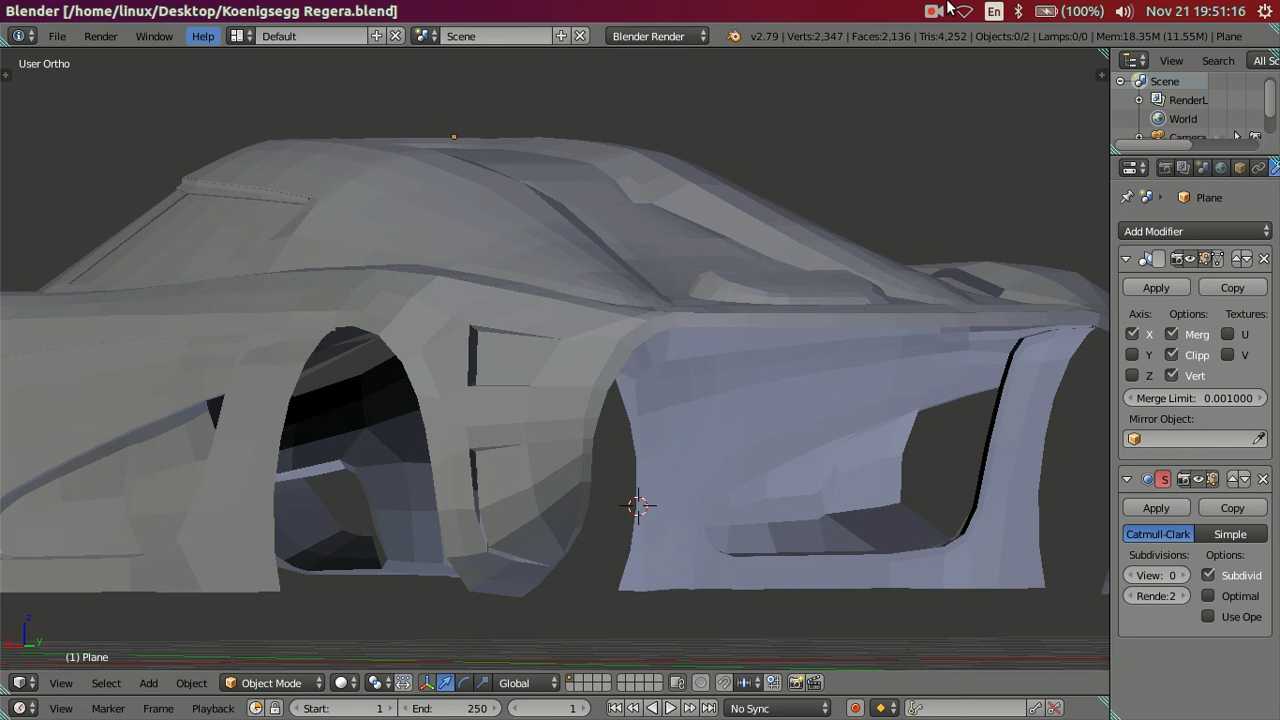 Blender [/home/linux/Desktop/Koenigsegg Regera.blend]
En (100%) Nov 21 19:51:16
File Render Window Help Default Scene Blender Render v2.79 | Verts:2,347 | Faces:2,136 | Tris:4,252 | Objects:0/2 | Lamps:0/0 | Mem:18.35M (11.55M) | Plane
User Ortho
View Search All Sc
Scene
RenderL
World
Camera
Plane
Add Modifier
Apply Copy
Axis: Options: Textures:
X Merg U
Y Clipp V
Z Vert
Merge Limit: 0.001000
Mirror Object:
S
Apply Copy
Catmull-Clark Simple
Subdivisions: Options:
View: 0 Subdivid
Rende:2 Optimal
Use Ope
z
x y
(1) Plane
View Select Add Object Object Mode Global
View Marker Frame Playback Start: 1 End: 250 1 No Sync